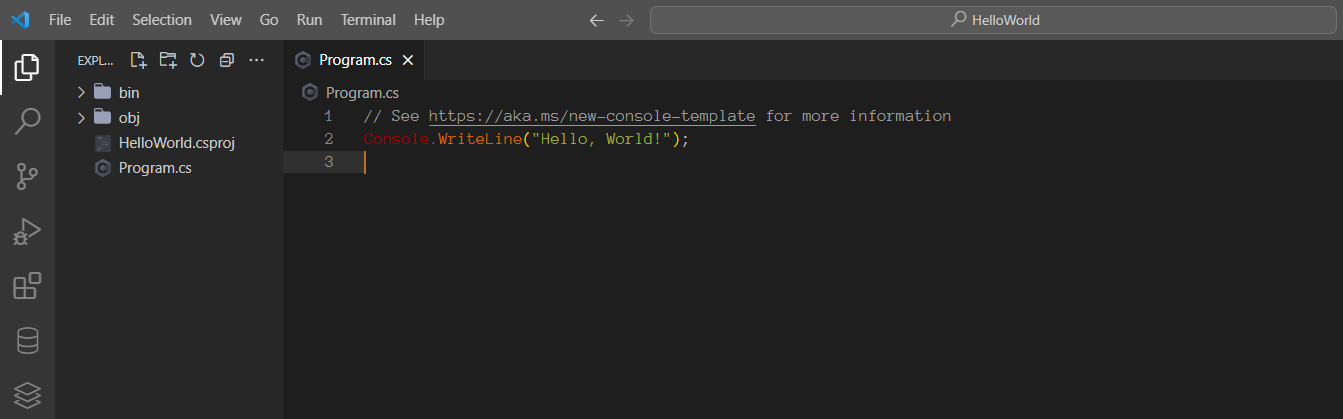 File Edit Selection View Go Run Terminal Help HelloWorld
EXPL...
Program.cs
bin
obj
HelloWorld.csproj
Program.cs
Program.cs
1 // See https://aka.ms/new-console-template for more information
2 Console.WriteLine("Hello, World!");
3